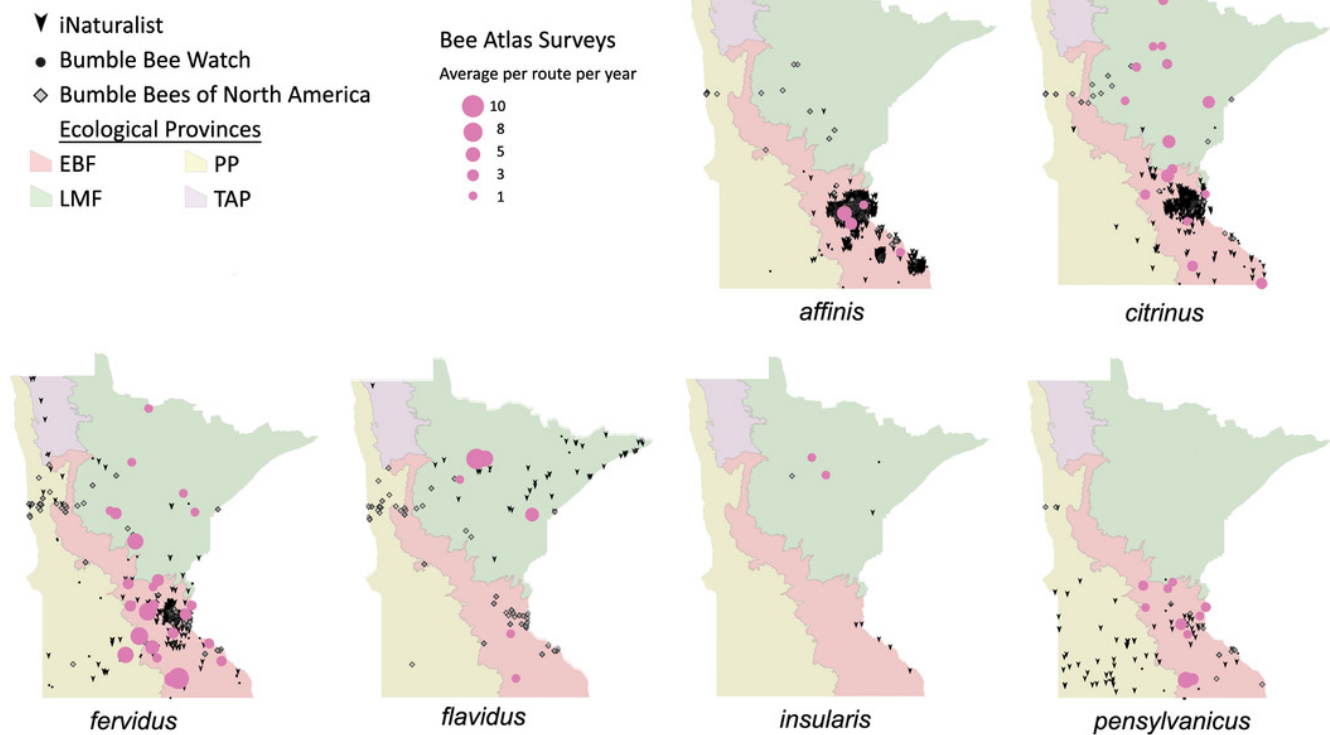 iNaturalist
Bumble Bee Watch
Bumble Bees of North America
Ecological Provinces
EBF PP
LMF TAP
Bee Atlas Surveys
Average per route per year
10
8
5
3
1
affinis
citrinus
fervidus
flavidus
insularis
pensylvanicus